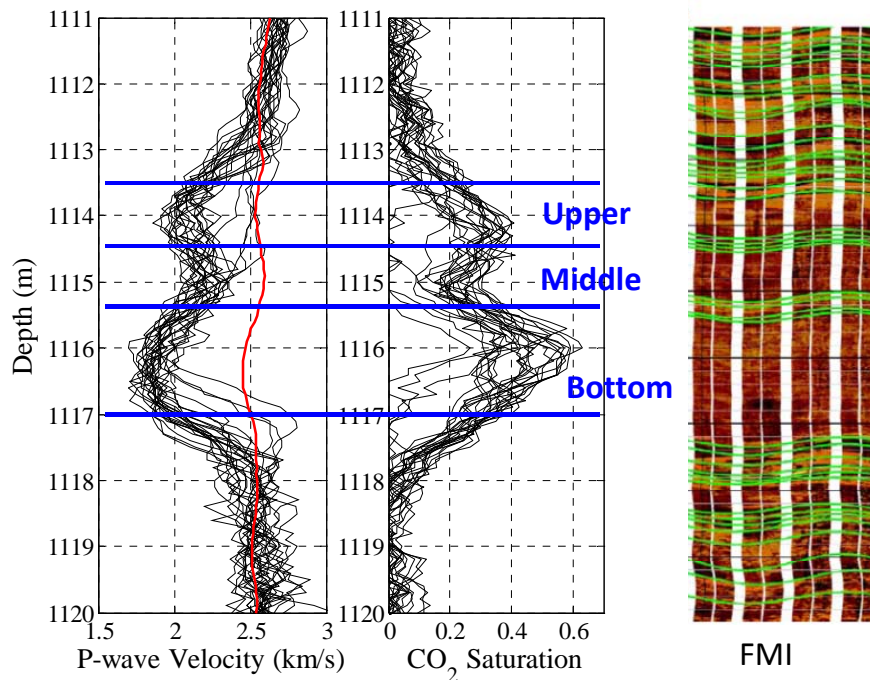 1111
1112
1113
1114
1115
1116
1117
1118
1119
1120
Depth (m)
1.5 2 2.5 3
P-wave Velocity (km/s)
1111
1112
1113
1114
1115
1116
1117
1118
1119
1120
0 0.2 0.4 0.6
CO2 Saturation
Upper
Middle
Bottom
FMI